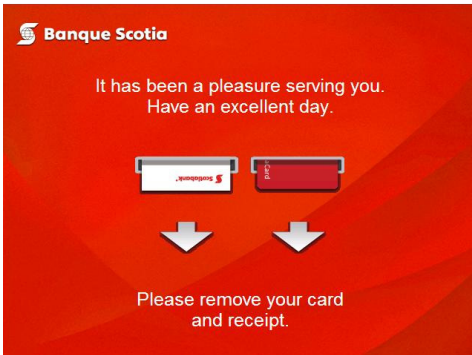 Banque Scotia
It has been a pleasure serving you.
Have an excellent day.
Scotiabank®
Card
Please remove your card
and receipt.